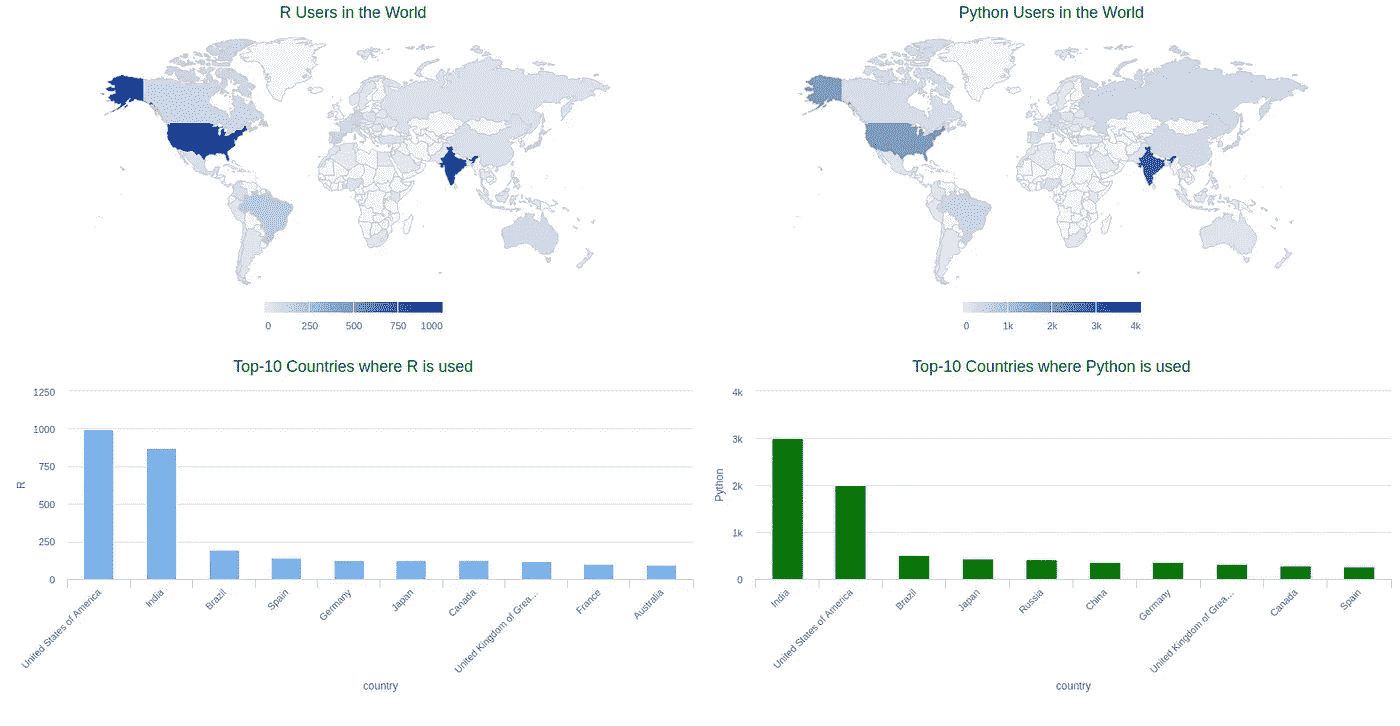 R Users in the World
Python Users in the World
0 250 500 750 1000
0 1k 2k 3k 4k
Top-10 Countries where R is used
1250
1000
750
500
250
0
R
United States of America
India
Brazil
Spain
Germany
Japan
Canada
United Kingdom of Grea...
France
Australia
country
Top-10 Countries where Python is used
4k
3k
2k
1k
0
Python
India
United States of America
Brazil
Japan
Russia
China
Germany
United Kingdom of Grea...
Canada
Spain
country